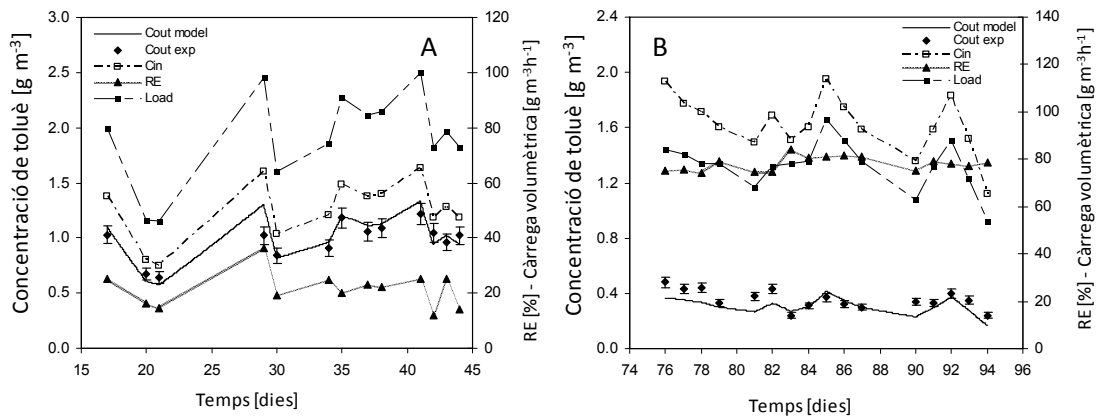 A
Cout model
Cout exp
Cin
RE
Load
Concentració de toluè [g m-3]
3.0
2.5
2.0
1.5
1.0
0.5
0.0
120
100
80
60
40
20
0
RE [%] - Càrrega volumètrica [g m-3h-1]
15 20 25 30 35 40 45
Temps [dies]
B
Cout model
Cout exp
Cin
RE
Load
Concentració de toluè [g m-3]
2.4
2.0
1.6
1.2
0.8
0.4
0.0
140
120
100
80
60
40
20
0
RE [%] - Càrrega volumètrica [g m-3h-1]
74 76 78 80 82 84 86 88 90 92 94 96
Temps [dies]